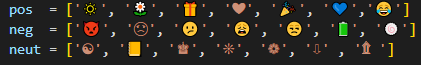 pos = ['🔅', '🌼', '🎁', '🤎', '🎉', '💙','😂']
neg = ['👿', '☹', '🫤', '😩', '😒', '🔋', '💿']
neut = ['☯', '📒', '♚', '☼', '❁', '⇩' , '⇮ ']